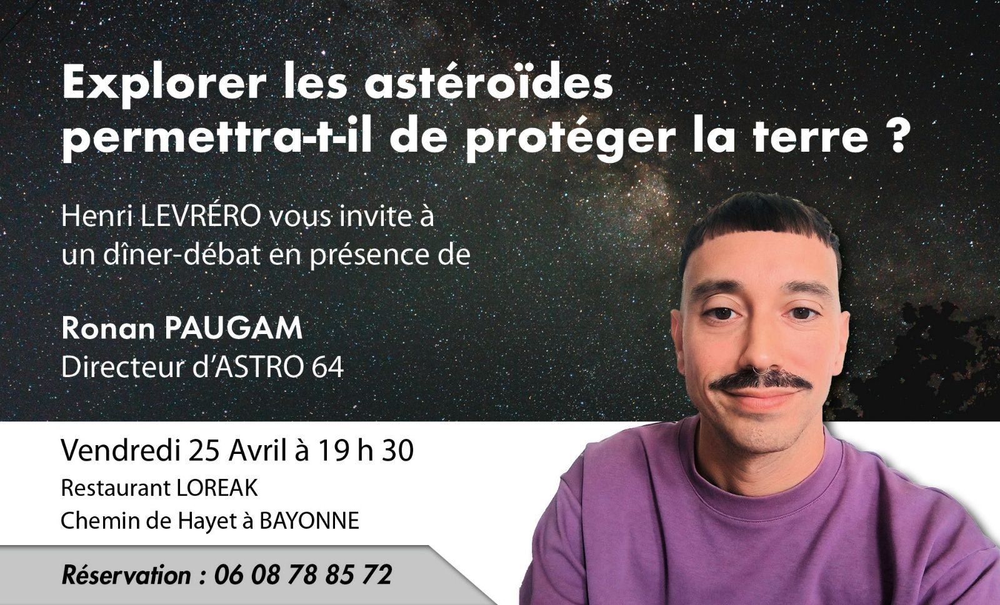 Explorer les astéroïdes
permettra-t-il de protéger la terre ?
Henri LEVRÉRO vous invite à
un dîner-débat en présence de
Ronan PAUGAM
Directeur d’ASTRO 64
Vendredi 25 Avril à 19 h 30
Restaurant LOREAK
Chemin de Hayet à BAYONNE
Réservation : 06 08 78 85 72